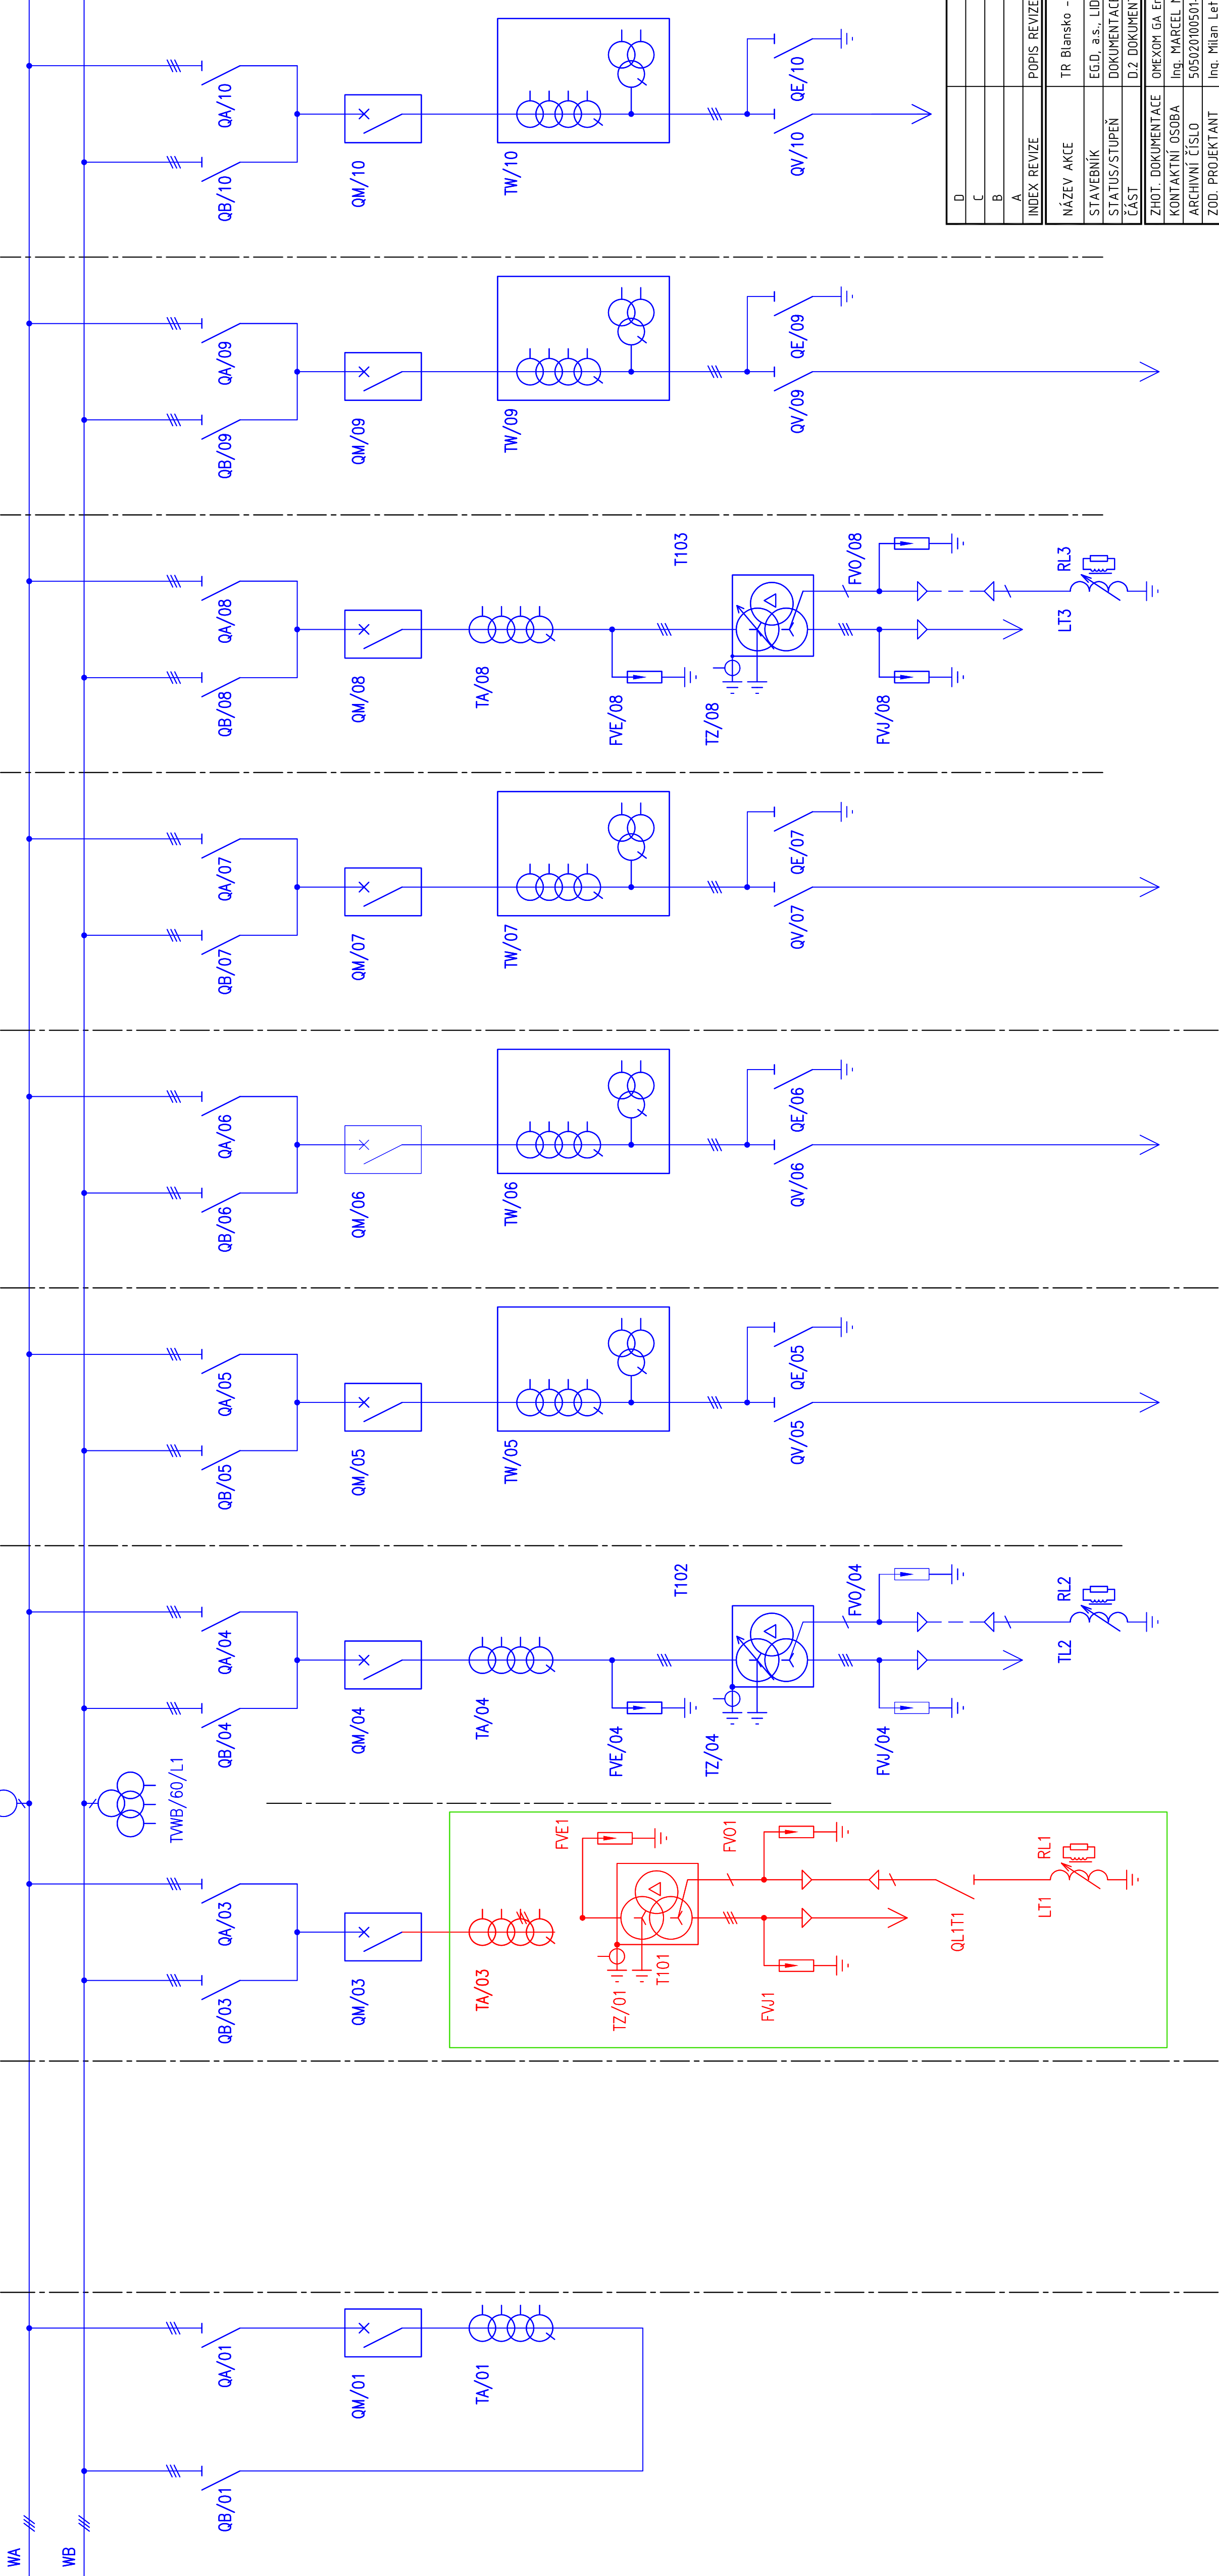 WA
WB
QB/01
QA/01
QM/01
TA/01
QB/03
QA/03
QM/03
TA/03
TZ/01
T101
FVE1
FVJ1
FVO1
QL1T1
LT1
RL1
TVWB/60/L1
QB/04
QA/04
QM/04
TA/04
FVE/04
TZ/04
T102
FVJ/04
FVO/04
TL2
RL2
QB/05
QA/05
QM/05
TW/05
QV/05
QE/05
QB/06
QA/06
QM/06
TW/06
QV/06
QE/06
QB/07
QA/07
QM/07
TW/07
QV/07
QE/07
QB/08
QA/08
QM/08
TA/08
FVE/08
TZ/08
T103
FVJ/08
FVO/08
LT3
RL3
QB/09
QA/09
QM/09
TW/09
QV/09
QE/09
QB/10
QA/10
QM/10
TW/10
QV/10
QE/10
D
C
B
A
INDEX REVIZE POPIS REVIZE
NÁZEV AKCE TR Blansko -
STAVEBNÍK EG.D, a.s.,
STATUS/STUPEŇ DOKUMENTACE
ČÁST D.2
ZHOT. DOKUMENTACE OMEXOM GA
KONTAKTNÍ OSOBA Ing. MARCEL
ARCHIVNÍ ČÍSLO
ZOD. PROJEKTANT Ing. Milan